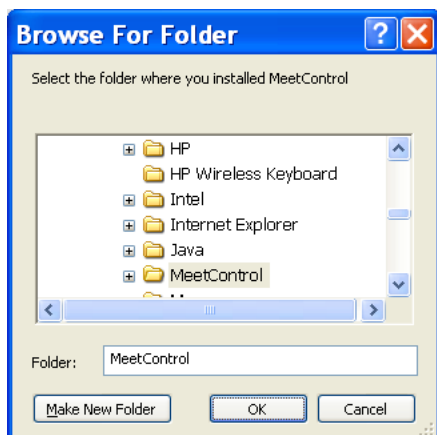 Browse For Folder
Select the folder where you installed MeetControl
HP
HP Wireless Keyboard
Intel
Internet Explorer
Java
MeetControl
Folder:
MeetControl
Make New Folder
OK
Cancel